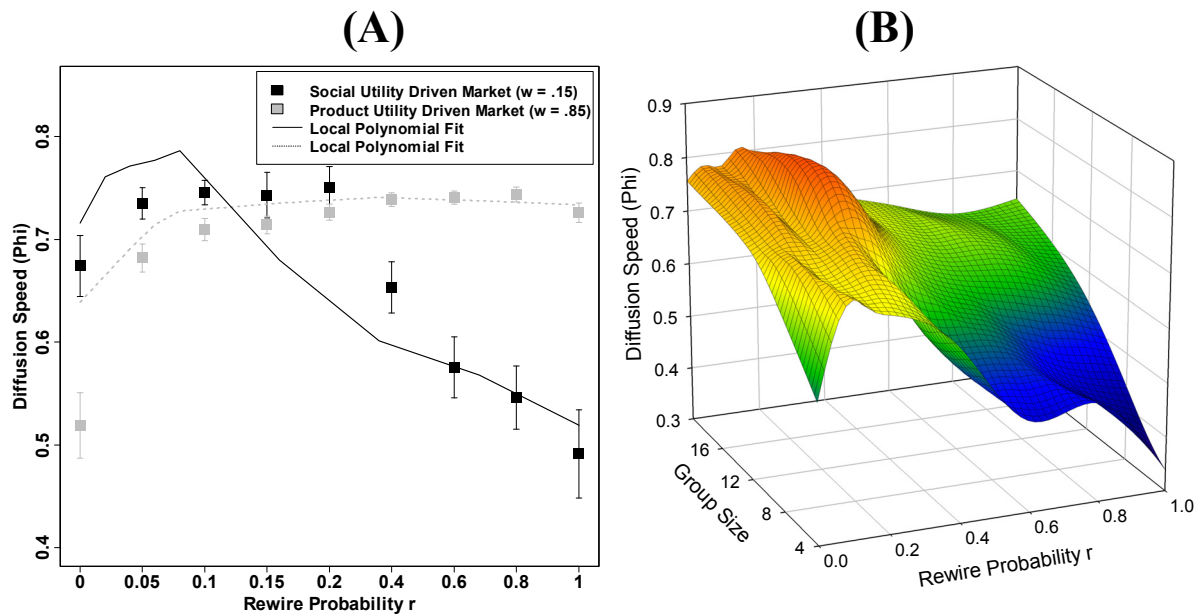 (A)
Social Utility Driven Market (w = .15)
Product Utility Driven Market (w = .85)
Local Polynomial Fit
Local Polynomial Fit
Diffusion Speed (Phi)
0.8
0.7
0.6
0.5
0.4
0 0.05 0.1 0.15 0.2 0.4 0.6 0.8 1
Rewire Probability r
(B)
Diffusion Speed (Phi)
0.9
0.8
0.7
0.6
0.5
0.4
0.3
16
12
8
4
Group Size
0.0 0.2 0.4 0.6 0.8 1.0
Rewire Probability r